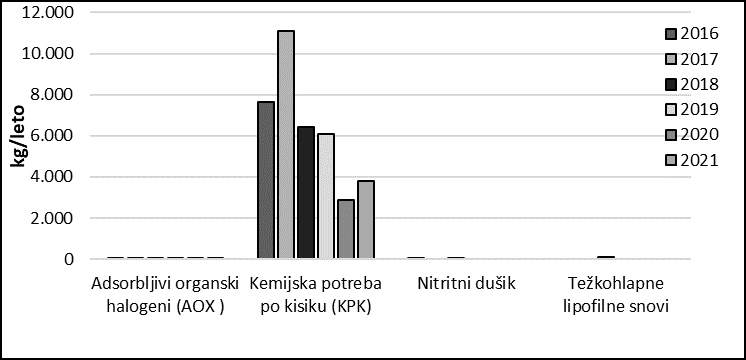 12.000
10.000
8.000
6.000
4.000
2.000
0
kg/leto
2016
2017
2018
2019
2020
2021
Adsorbljivi organski
halogeni (AOX )
Kemijska potreba
po kisiku (KPK)
Nitritni dušik
Težkohlapne
lipofilne snovi